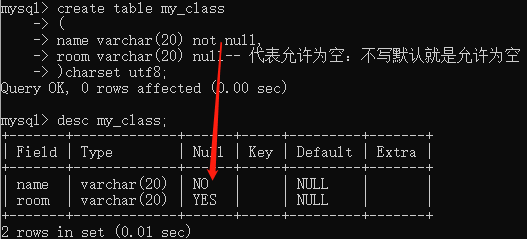 mysql> create table my_class
    -> (
    -> name varchar(20) not null,
    -> room varchar(20) null-- 代表允许为空：不写默认就是允许为空
    -> )charset utf8;
Query OK, 0 rows affected (0.00 sec)

mysql> desc my_class;
+-------+-------------+------+-----+---------+-------+
| Field | Type        | Null | Key | Default | Extra |
+-------+-------------+------+-----+---------+-------+
| name  | varchar(20) | NO   |     | NULL    |       |
| room  | varchar(20) | YES  |     | NULL    |       |
+-------+-------------+------+-----+---------+-------+
2 rows in set (0.01 sec)